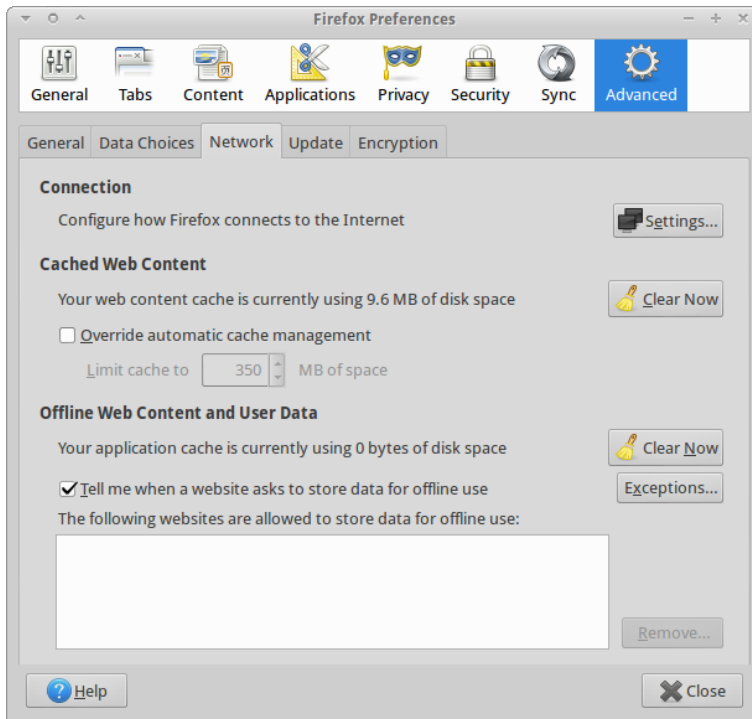 Firefox Preferences
General Tabs Content Applications Privacy Security Sync Advanced
General Data Choices Network Update Encryption
Connection
Configure how Firefox connects to the Internet Settings...
Cached Web Content
Your web content cache is currently using 9.6 MB of disk space Clear Now
Override automatic cache management
Limit cache to 350 MB of space
Offline Web Content and User Data
Your application cache is currently using 0 bytes of disk space Clear Now
Tell me when a website asks to store data for offline use Exceptions...
The following websites are allowed to store data for offline use:
Remove...
Help Close